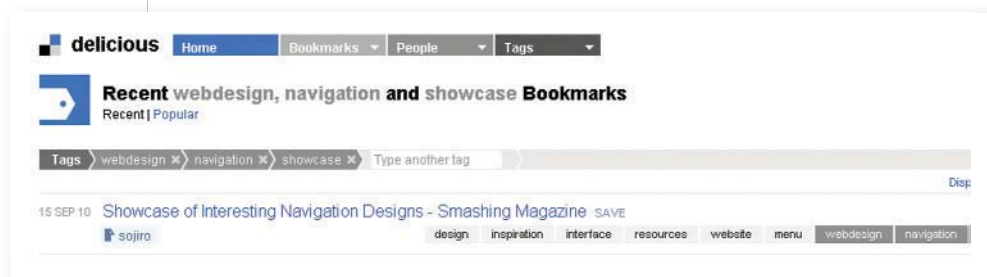 delicious Home Bookmarks People Tags
Recent webdesign, navigation and showcase Bookmarks
Recent | Popular
Tags webdesign x navigation x showcase x Type another tag
Disp
15 SEP 10 Showcase of Interesting Navigation Designs - Smashing Magazine SAVE
sojiro design inspiration interface resources website menu webdesign navigation